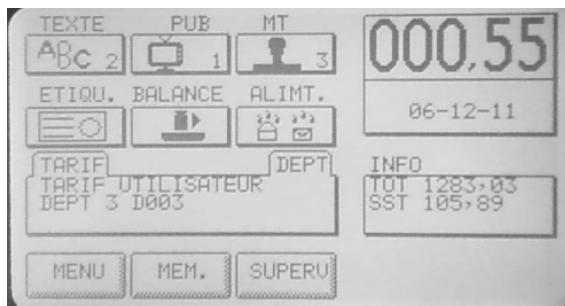 TEXTE PUB MT
ABC 2 1 3
000,55
ETIQU. BALANCE ALIMT.
06-12-11
TARIF DEPT
TARIF UTILISATEUR
DEPT 3 D003
INFO
TOT 1283,03
SST 105,89
MENU MEM. SUPERV